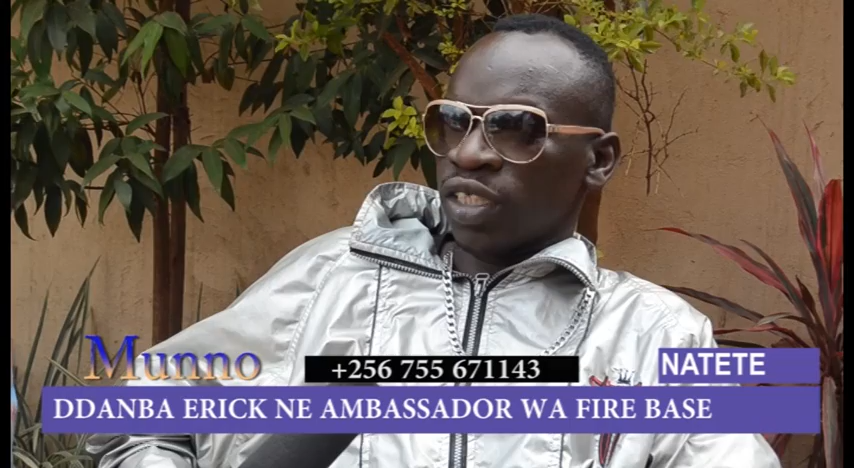 Munno
+256 755 671143
NATETE
DDANBA ERICK NE AMBASSADOR WA FIRE BASE